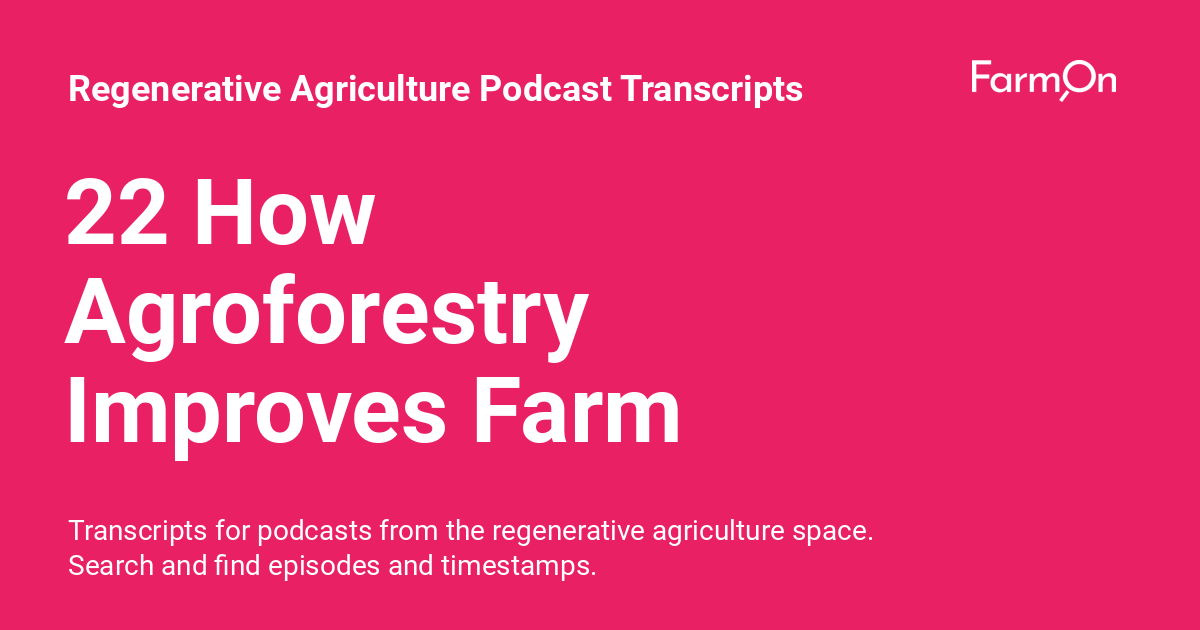 Regenerative Agriculture Podcast Transcripts
FarmOn
22 How
Agroforestry
Improves Farm
Transcripts for podcasts from the regenerative agriculture space.
Search and find episodes and timestamps.